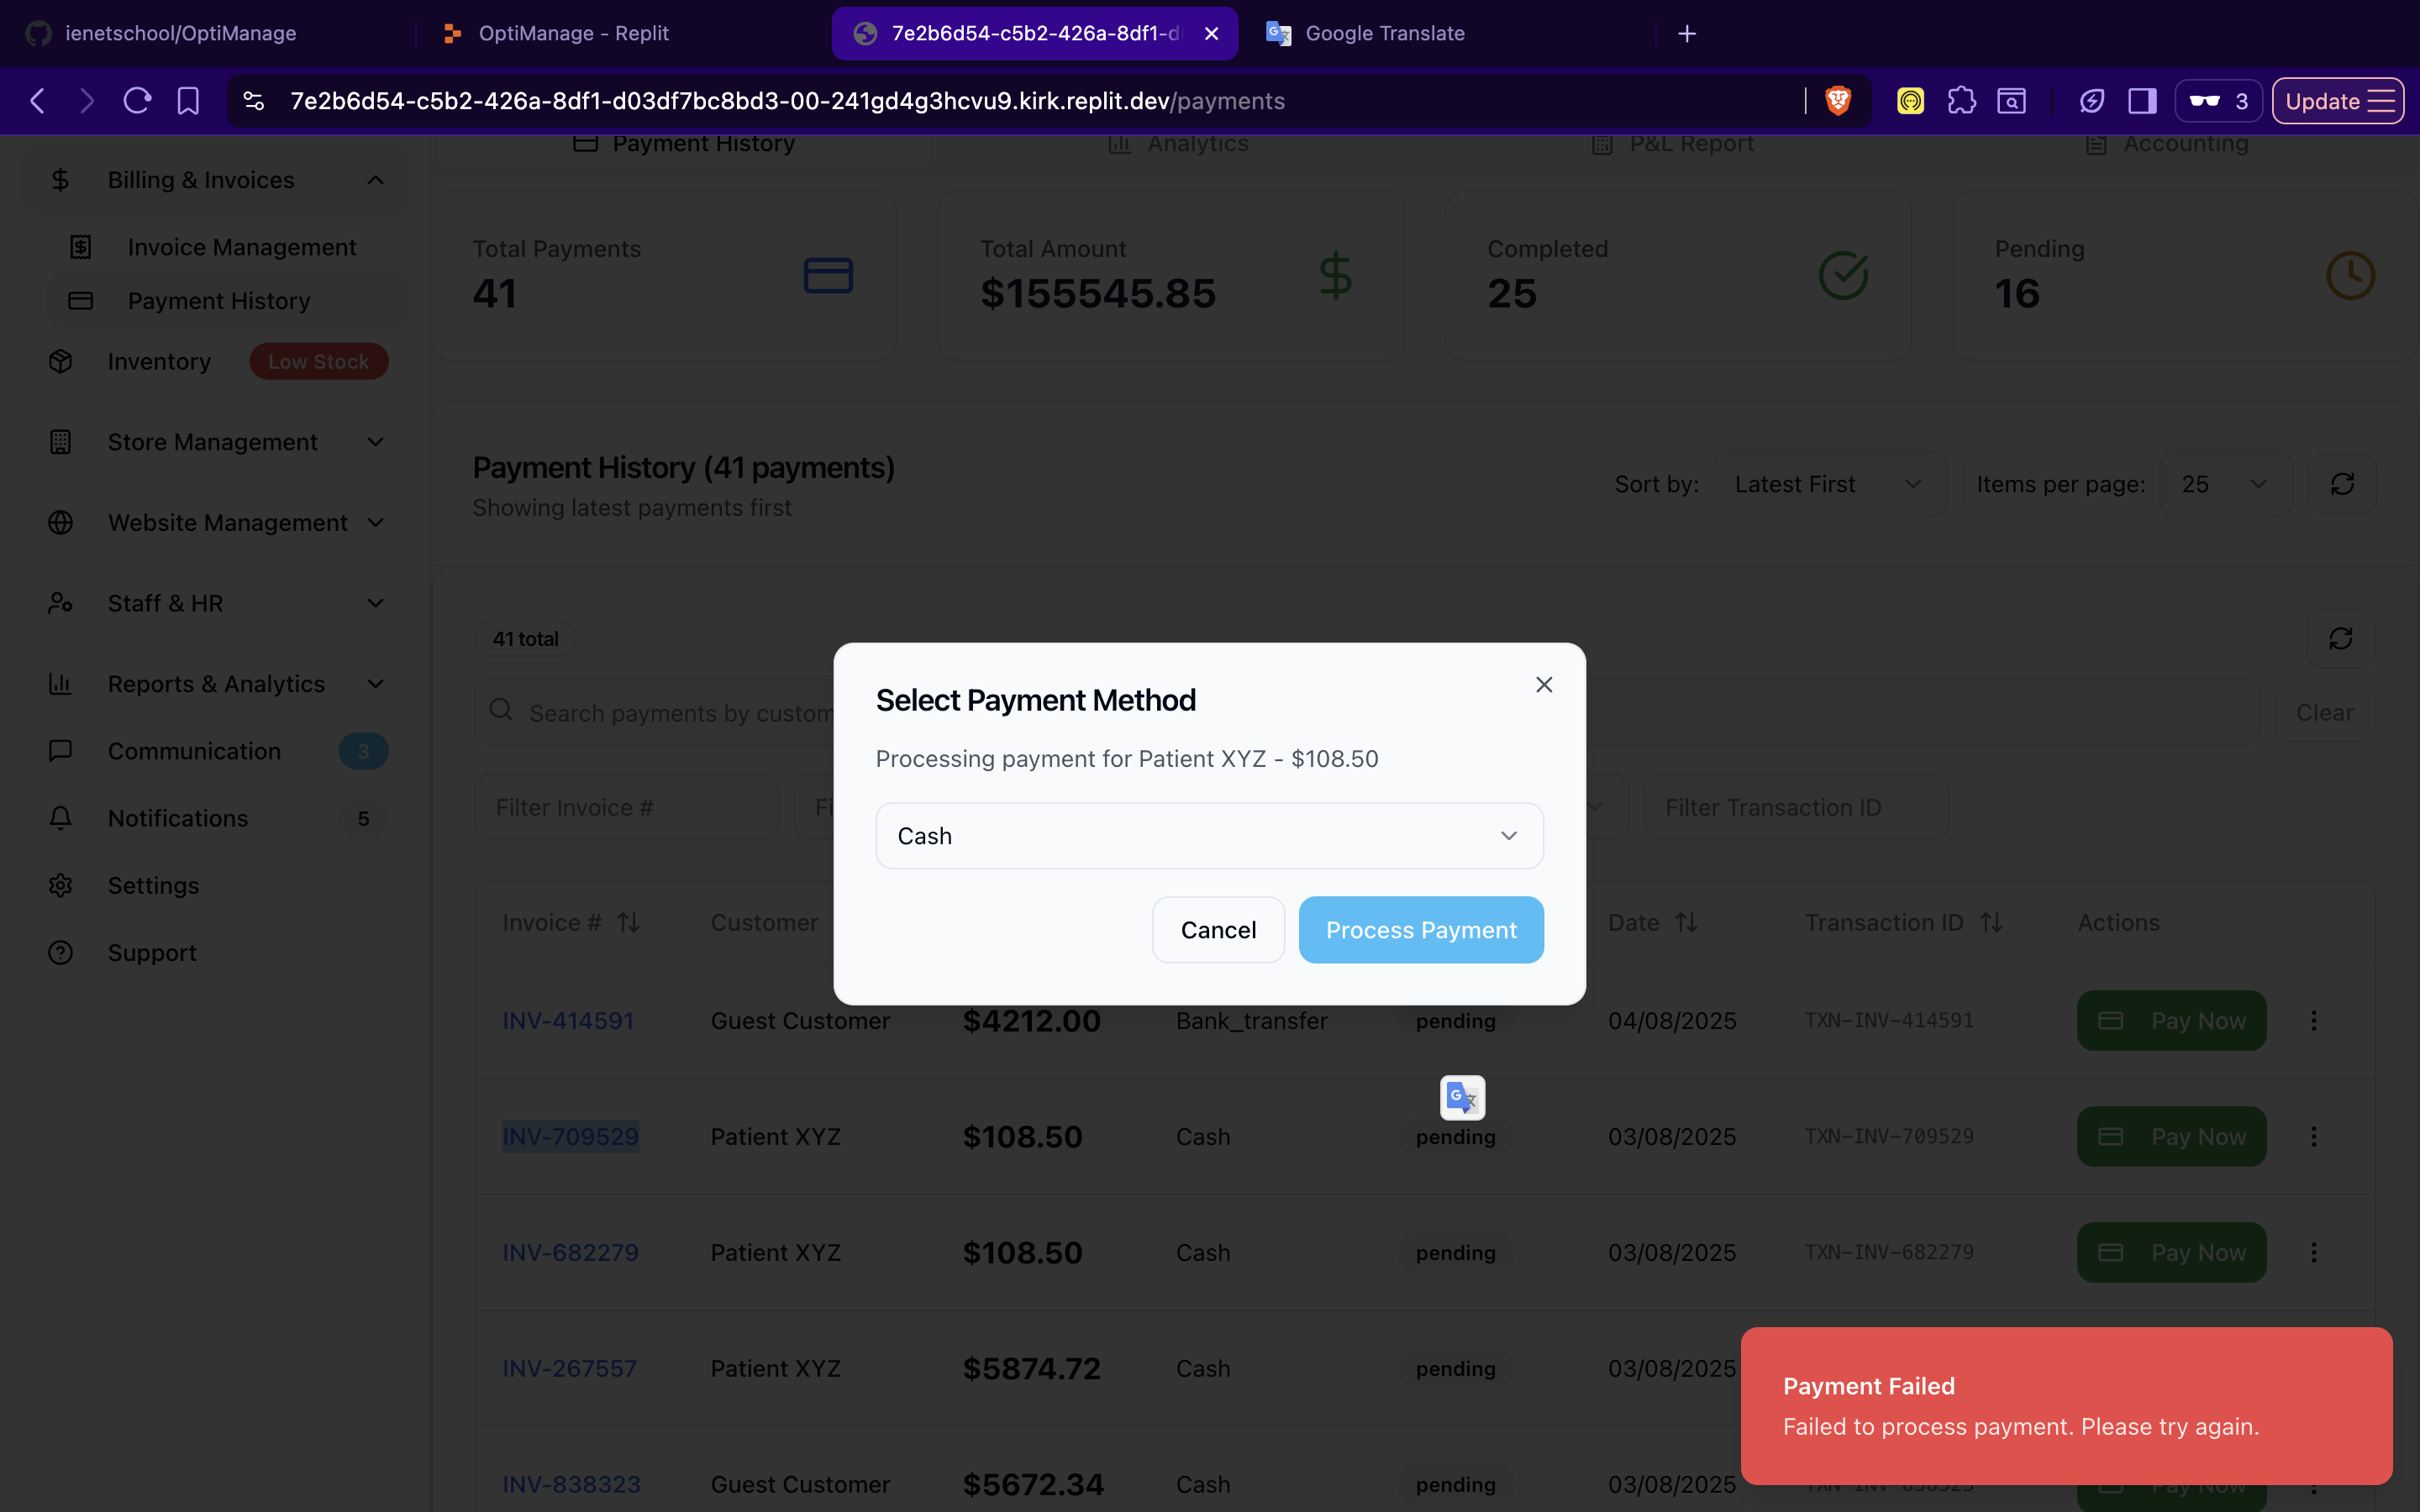 ienetschool/OptiManage
OptiManage - Replit
7e2b6d54-c5b2-426a-8df1-d
Google Translate
7e2b6d54-c5b2-426a-8df1-d03df7bc8bd3-00-241gd4g3hcvu9.kirk.replit.dev/payments
3
Update
Billing & Invoices
Invoice Management
Payment History
Inventory
Low Stock
Store Management
Website Management
Staff & HR
Reports & Analytics
Communication 3
Notifications 5
Settings
Support
Payment History
Analytics
P&L Report
Accounting
Total Payments
41
Total Amount
$155545.85
Completed
25
Pending
16
Payment History (41 payments)
Showing latest payments first
Sort by: Latest First
Items per page: 25
41 total
Search payments by custom
Clear
Filter Invoice #
Fi
Filter Transaction ID
Select Payment Method
Processing payment for Patient XYZ - $108.50
Cash
Cancel
Process Payment
Invoice # Customer Date Transaction ID Actions
INV-414591 Guest Customer $4212.00 Bank_transfer pending 04/08/2025 TXN-INV-414591 Pay Now
INV-709529 Patient XYZ $108.50 Cash pending 03/08/2025 TXN-INV-709529 Pay Now
INV-682279 Patient XYZ $108.50 Cash pending 03/08/2025 TXN-INV-682279 Pay Now
INV-267557 Patient XYZ $5874.72 Cash pending 03/08/2025
INV-838323 Guest Customer $5672.34 Cash pending 03/08/2025 TXN-INV-838323 Pay Now
Payment Failed
Failed to process payment. Please try again.